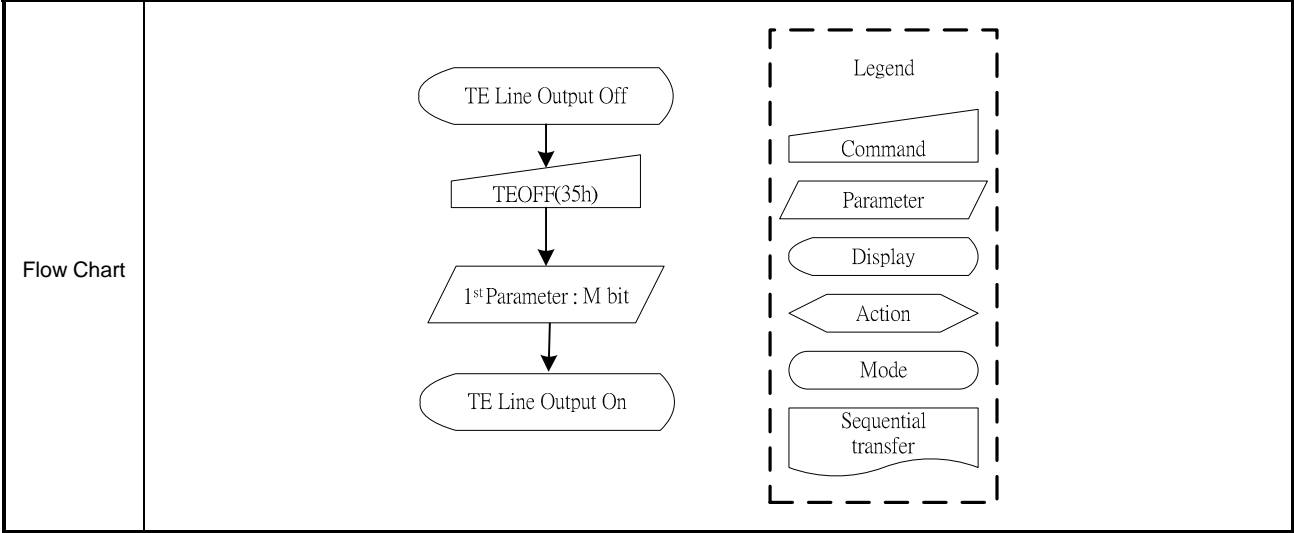 Flow Chart
TE Line Output Off
TEOFF(35h)
1st Parameter : M bit
TE Line Output On
Legend
Command
Parameter
Display
Action
Mode
Sequential
transfer